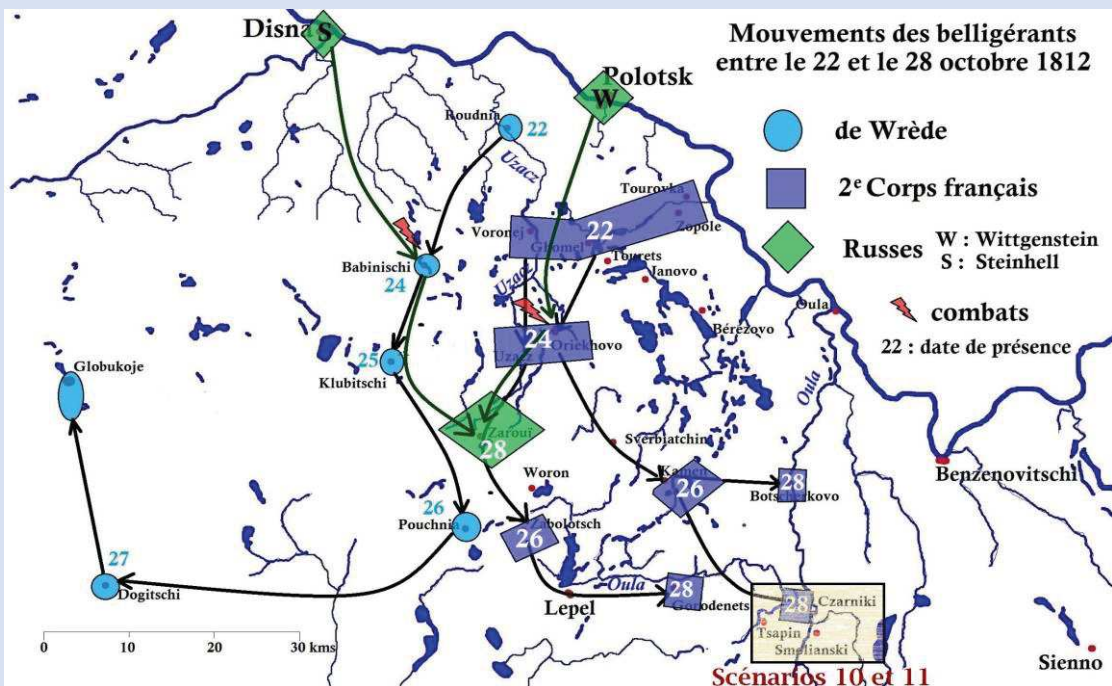 Disna
S
Polotsk
W
Mouvements des belligérants
entre le 22 et le 28 octobre 1812
de Wrède
2e Corps français
Russes
W : Wittgenstein
S : Steinhell
combats
22 : date de présence
Roudnia
22
Uzacz
Tourovka
Zopole
Voronej
Ghomel
22
Tourets
Janovo
Babinischi
24
Uzacz
Bérézovo
Oula
24
Oriekhovo
Uzacz
25
Klubitschi
Globukoje
Oula
Zarouï
28
Sverbiatchin
Benzenovitschi
Woron
Kamen
26
28
Botscherkovo
26
Pouchnia
Zabolotsch
26
27
Dogitschi
Oula
Lepel
28
Gorodenets
28
Czarniki
Tsapin
Smolianski
Sienno
0 10 20 30 kms
Scénarios 10 et 11